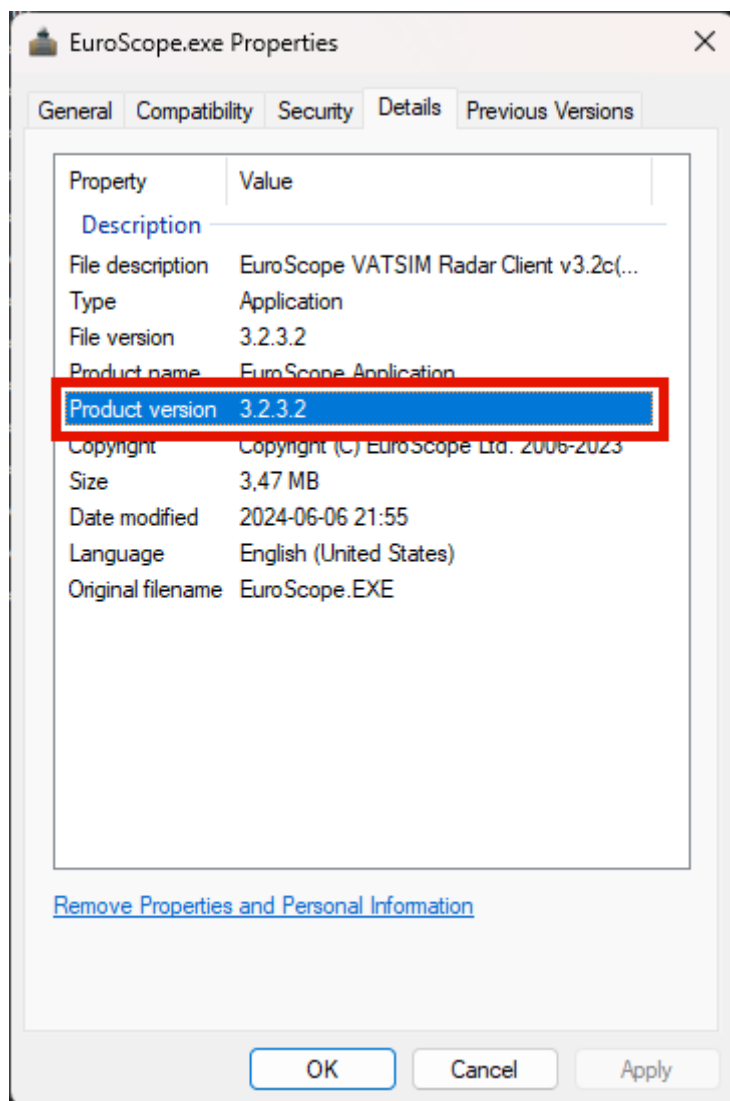 EuroScope.exe Properties
General Compatibility Security Details Previous Versions
Property Value
Description
File description EuroScope VATSIM Radar Client v3.2c(...
Type Application
File version 3.2.3.2
Product name EuroScope Application
Product version 3.2.3.2
Copyright Copyright (C) EuroScope Ltd. 2006-2023
Size 3,47 MB
Date modified 2024-06-06 21:55
Language English (United States)
Original filename EuroScope.EXE
Remove Properties and Personal Information
OK Cancel Apply